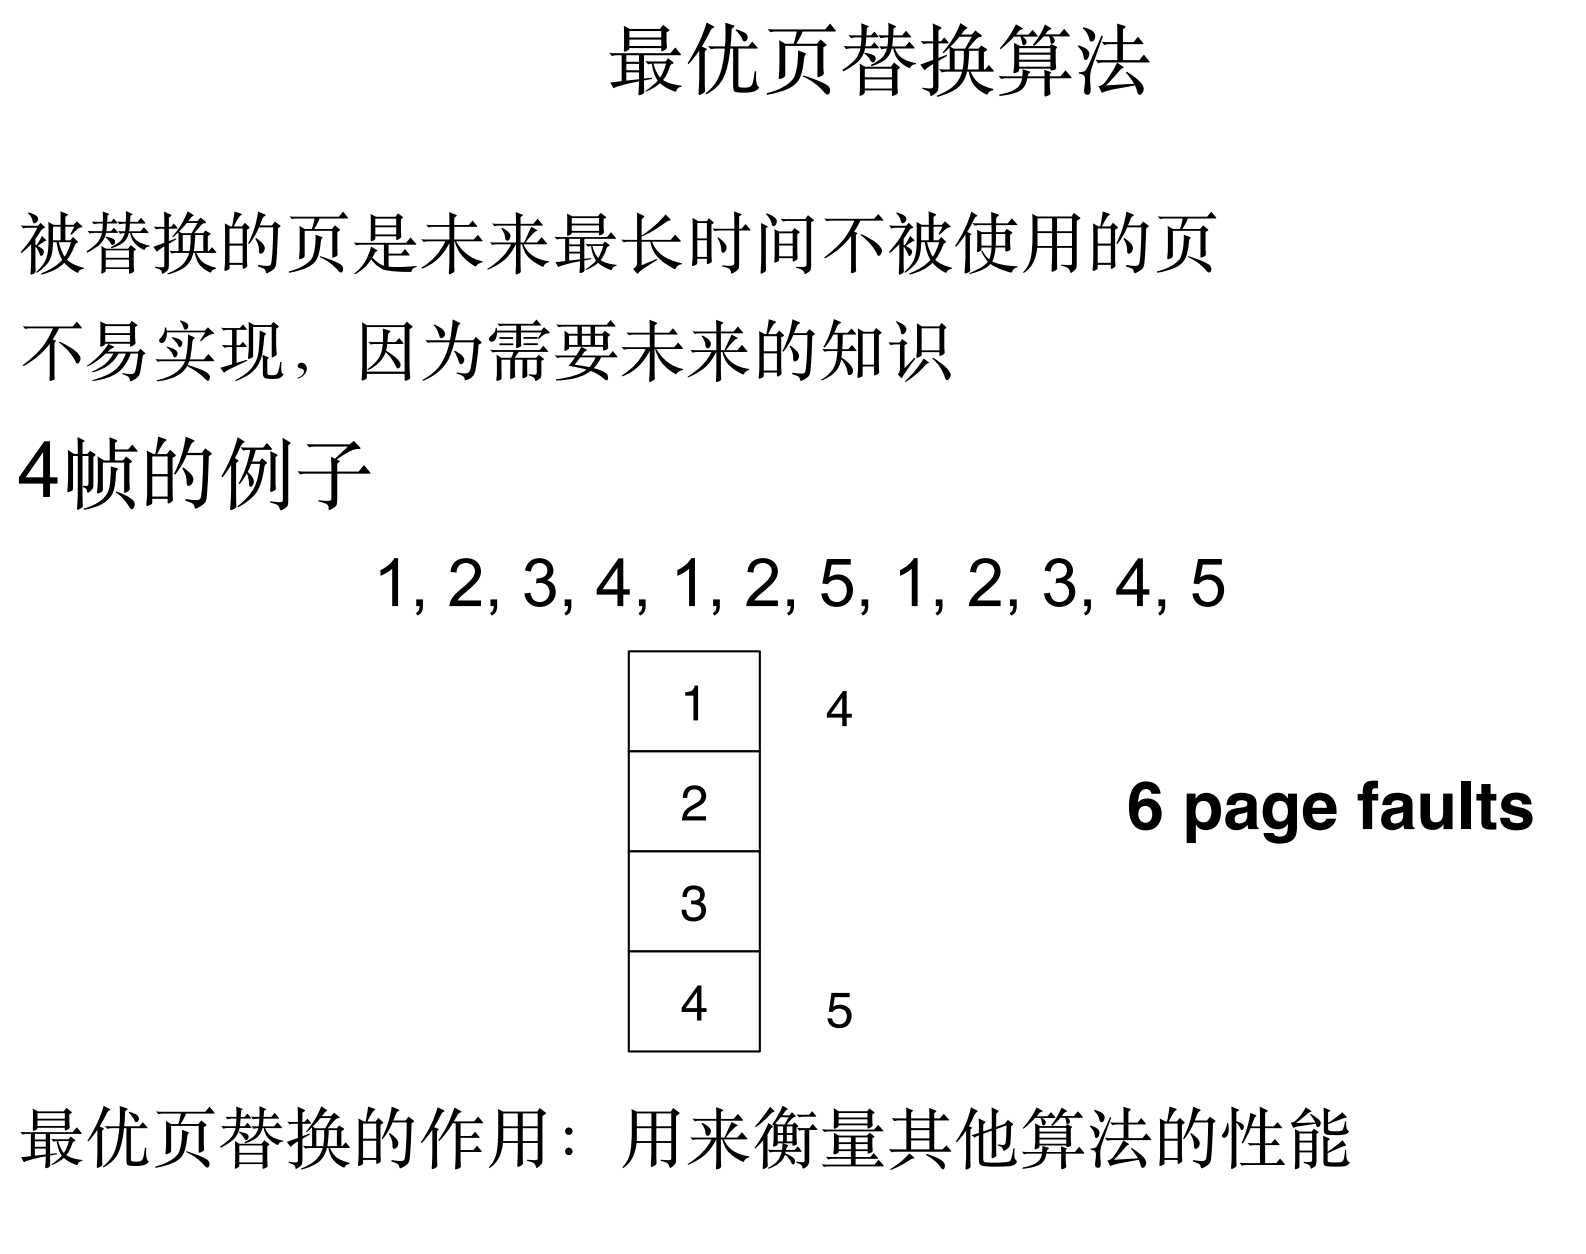 最优页替换算法
被替换的页是未来最长时间不被使用的页
不易实现，因为需要未来的知识
4帧的例子
1, 2, 3, 4, 1, 2, 5, 1, 2, 3, 4, 5
1 4
2
6 page faults
3
4 5
最优页替换的作用：用来衡量其他算法的性能